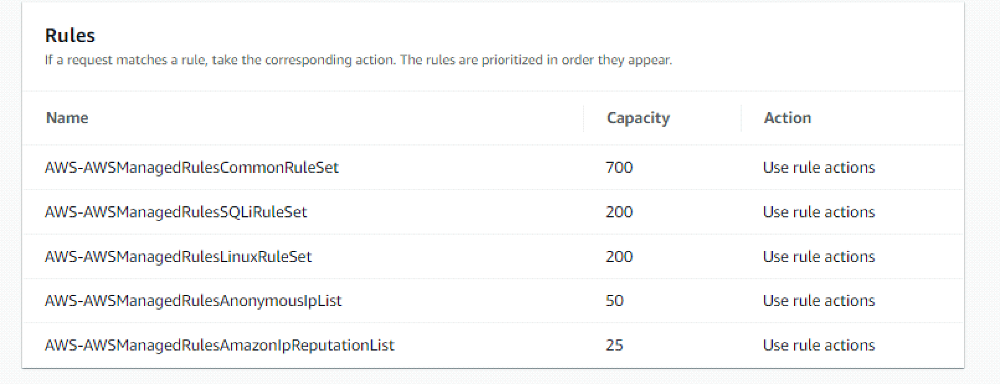 Rules
If a request matches a rule, take the corresponding action. The rules are prioritized in order they appear.
Name Capacity Action
AWS-AWSManagedRulesCommonRuleSet 700 Use rule actions
AWS-AWSManagedRulesSQLiRuleSet 200 Use rule actions
AWS-AWSManagedRulesLinuxRuleSet 200 Use rule actions
AWS-AWSManagedRulesAnonymousIpList 50 Use rule actions
AWS-AWSManagedRulesAmazonIpReputationList 25 Use rule actions